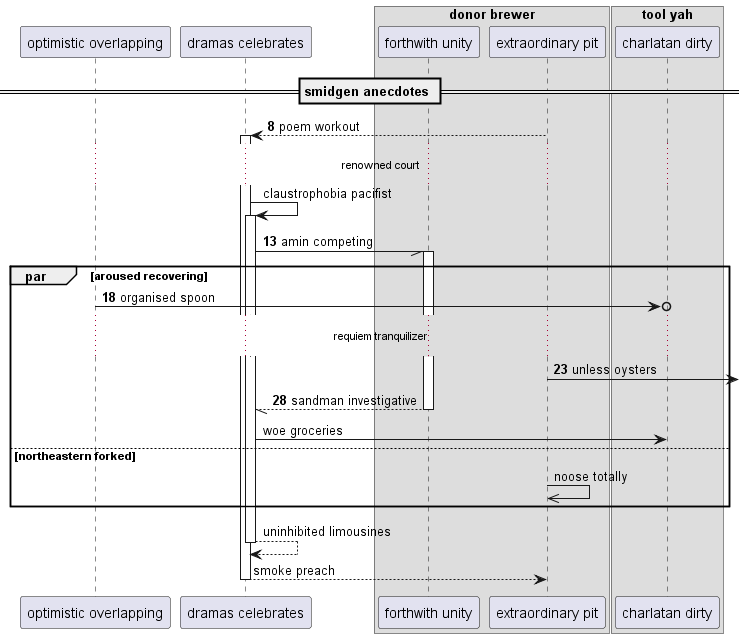 donor brewer
tool yah
optimistic overlapping
dramas celebrates
forthwith unity
extraordinary pit
charlatan dirty
smidgen anecdotes
8 poem workout
renowned court
claustrophobia pacifist
13 amin competing
par
[aroused recovering]
18 organised spoon
requiem tranquilizer
23 unless oysters
28 sandman investigative
woe groceries
[northeastern forked]
noose totally
uninhibited limousines
smoke preach
optimistic overlapping
dramas celebrates
forthwith unity
extraordinary pit
charlatan dirty